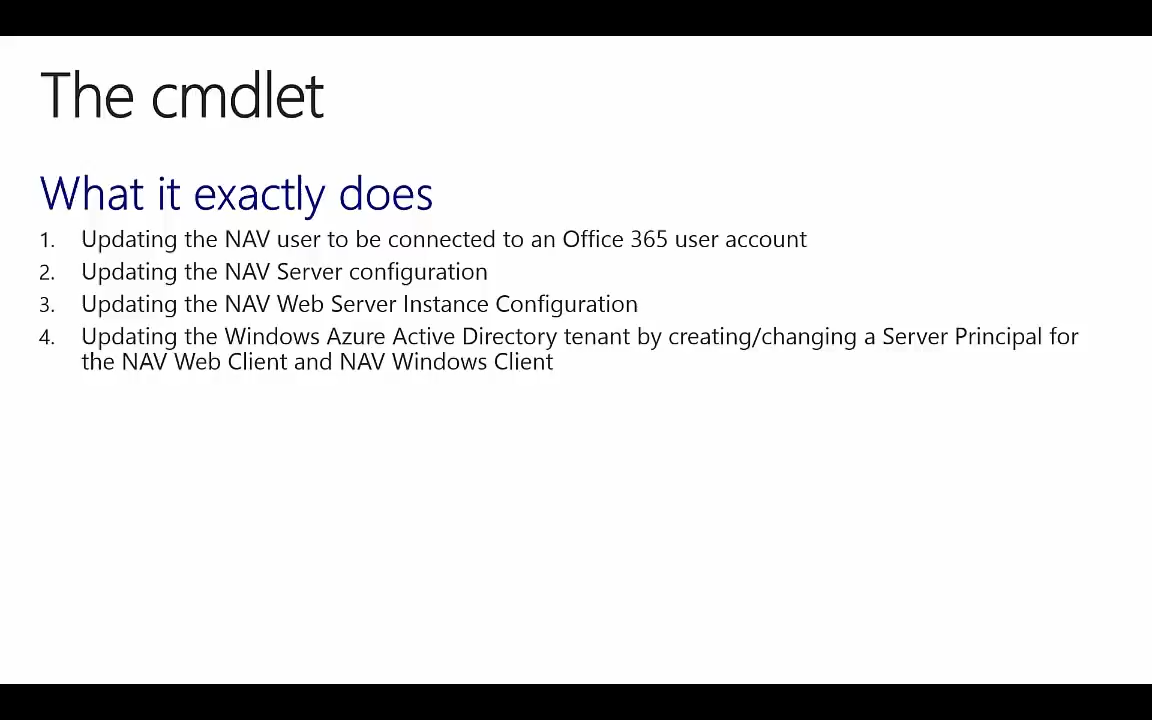 The cmdlet
What it exactly does
1. Updating the NAV user to be connected to an Office 365 user account
2. Updating the NAV Server configuration
3. Updating the NAV Web Server Instance Configuration
4. Updating the Windows Azure Active Directory tenant by creating/changing a Server Principal for
the NAV Web Client and NAV Windows Client